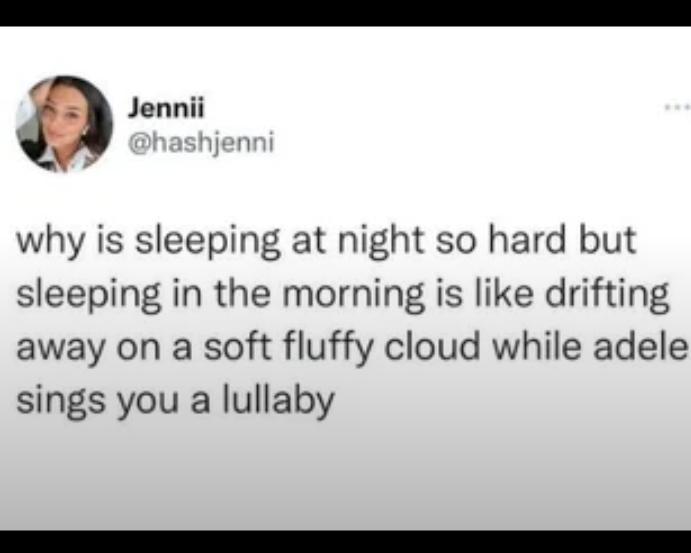 Jennii
@hashjenni
why is sleeping at night so hard but
sleeping in the morning is like drifting
away on a soft fluffy cloud while adele
sings you a lullaby